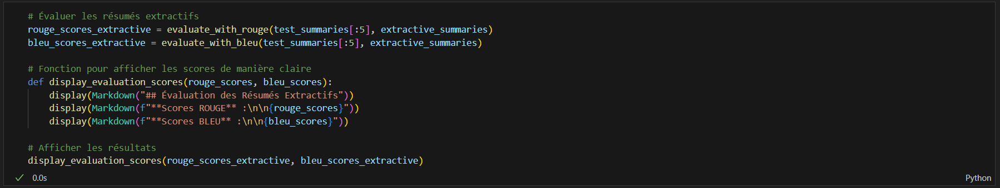 # Évaluer les résumés extractifs
rouge_scores_extractive = evaluate_with_rouge(test_summaries[:5], extractive_summaries)
bleu_scores_extractive = evaluate_with_bleu(test_summaries[:5], extractive_summaries)
# Fonction pour afficher les scores de manière claire
def display_evaluation_scores(rouge_scores, bleu_scores):
    display(Markdown("## Évaluation des Résumés Extractifs"))
    display(Markdown(f"**Scores ROUGE** :\n\n{rouge_scores}"))
    display(Markdown(f"**Scores BLEU** :\n\n{bleu_scores}"))
# Afficher les résultats
display_evaluation_scores(rouge_scores_extractive, bleu_scores_extractive)
0.0s
Python